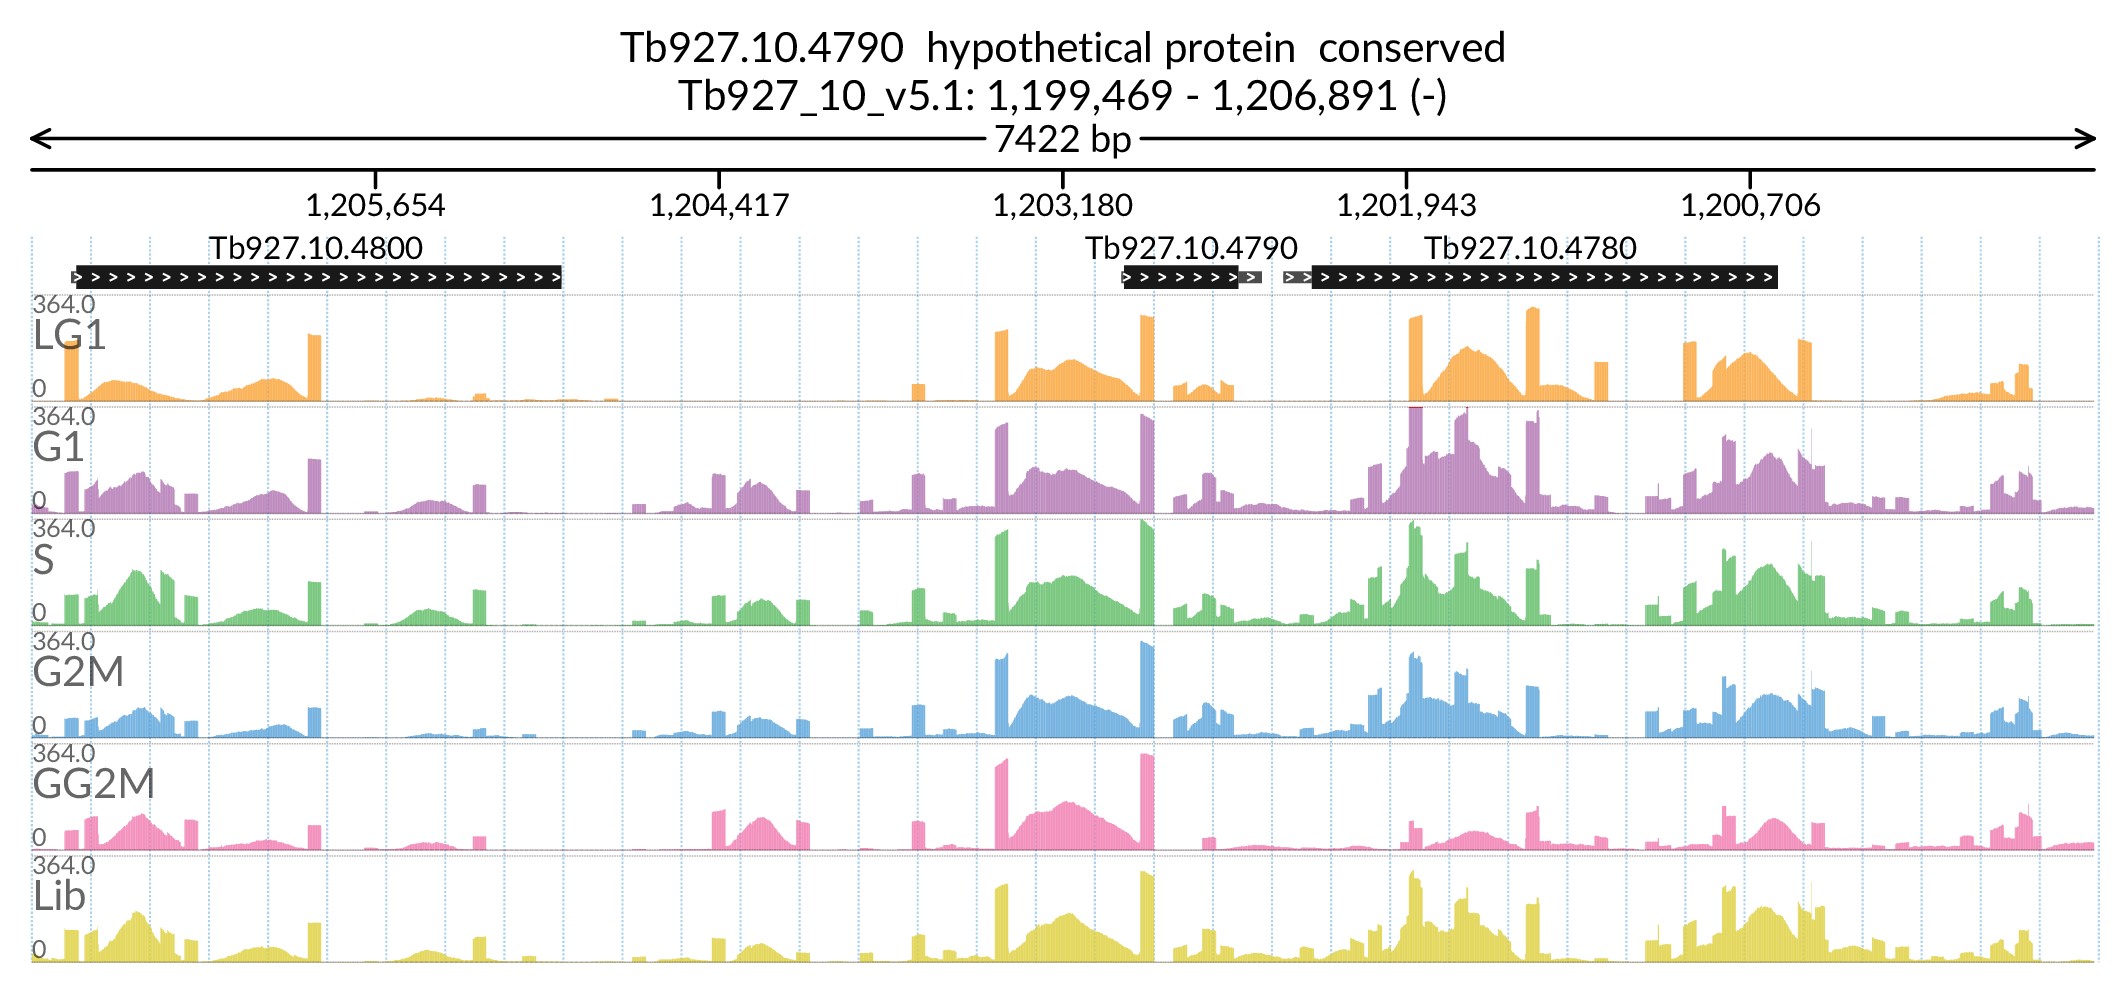 Tb927.10.4790 hypothetical protein conserved
Tb927_10_v5.1: 1,199,469 - 1,206,891 (-)
7422 bp
1,205,654 1,204,417 1,203,180 1,201,943 1,200,706
Tb927.10.4800 Tb927.10.4790 Tb927.10.4780
364.0
LG1
0
364.0
G1
0
364.0
S
0
364.0
G2M
0
364.0
GG2M
0
364.0
Lib
0